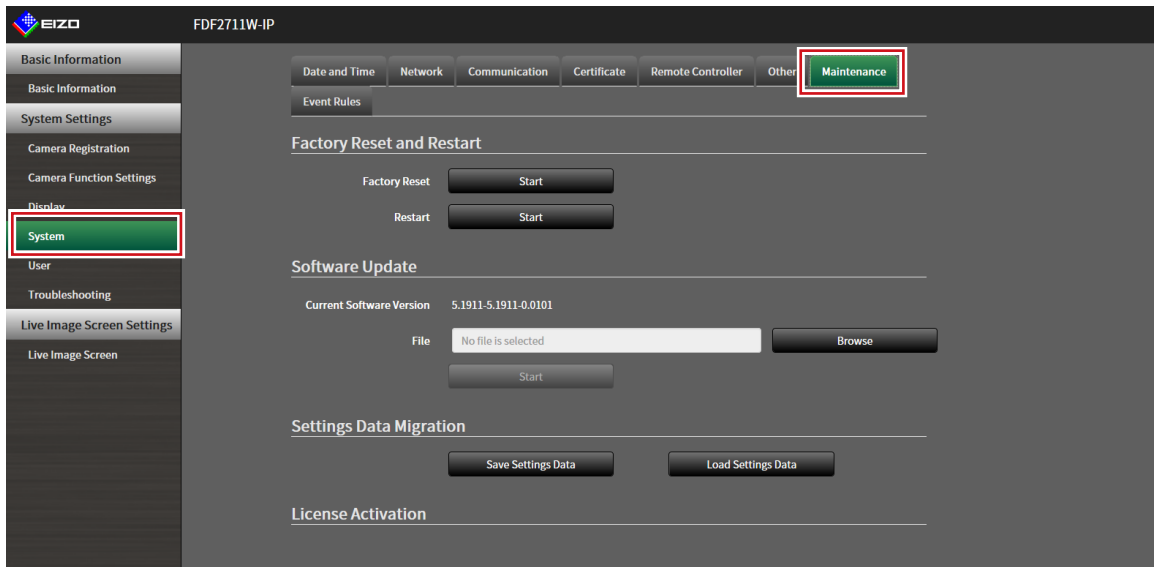 EIZO FDF2711W-IP
Basic Information
Basic Information
System Settings
Camera Registration
Camera Function Settings
Display
System
User
Troubleshooting
Live Image Screen Settings
Live Image Screen
Date and Time Network Communication Certificate Remote Controller Other Maintenance
Event Rules
Factory Reset and Restart
Factory Reset Start
Restart Start
Software Update
Current Software Version 5.1911-5.1911-0.0101
File No file is selected Browse
Start
Settings Data Migration
Save Settings Data Load Settings Data
License Activation